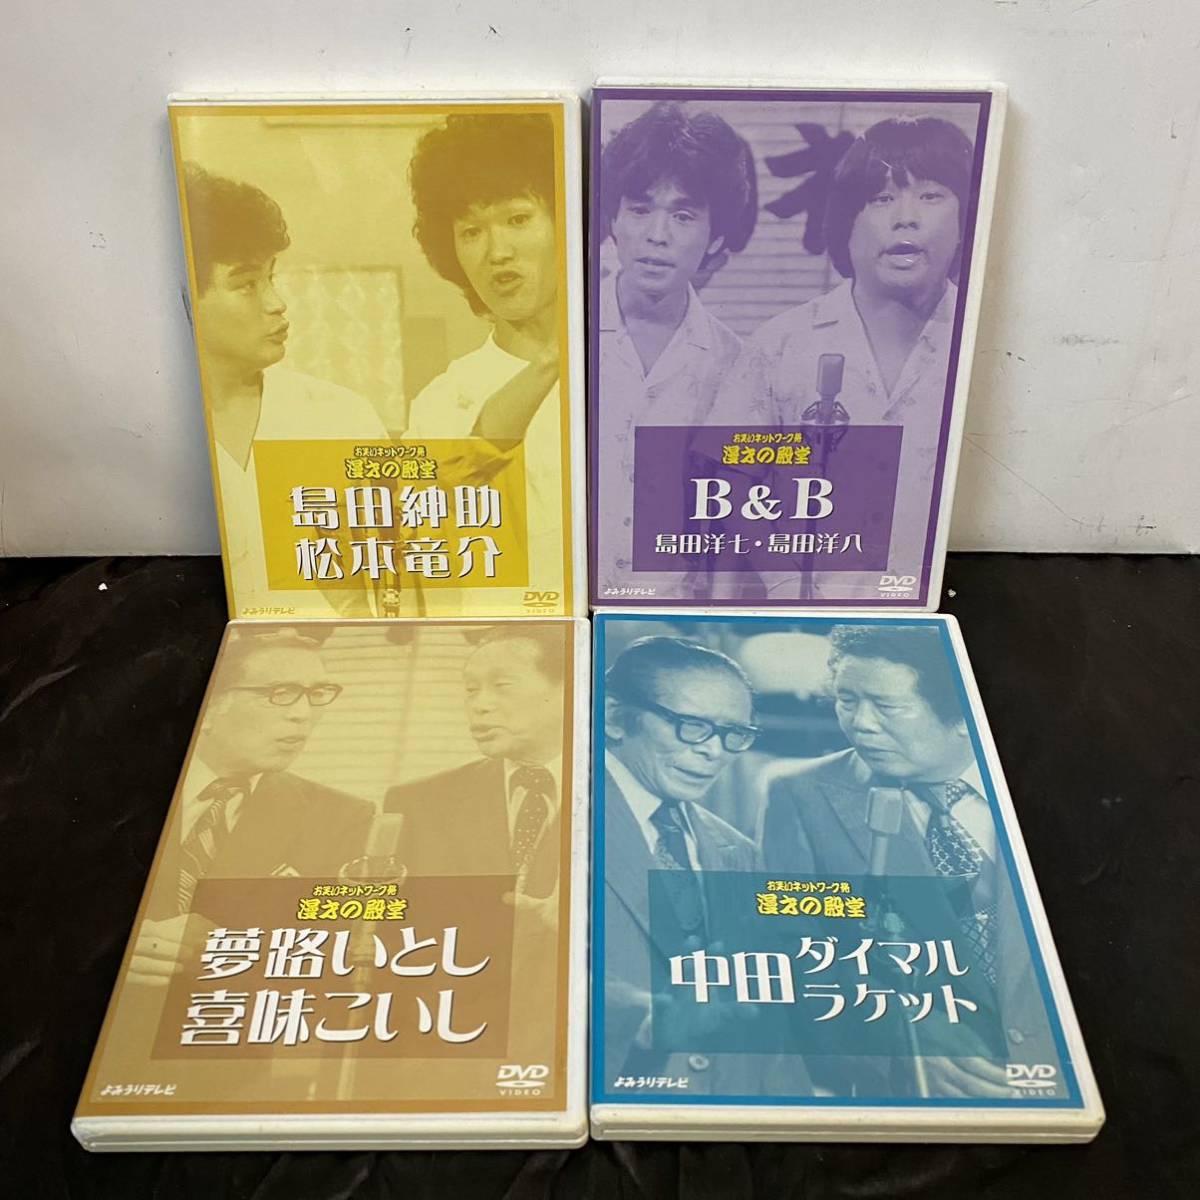 お笑いネットワーク発
漫才の殿堂
島田紳助
松本竜介
よみうりテレビ
DVD
VIDEO
お笑いネットワーク発
漫才の殿堂
B&B
島田洋七・島田洋八
よみうりテレビ
DVD
VIDEO
お笑いネットワーク発
漫才の殿堂
夢路いとし
喜味こいし
よみうりテレビ
DVD
VIDEO
お笑いネットワーク発
漫才の殿堂
中田ダイマル
ラケット
よみうりテレビ
DVD
VIDEO